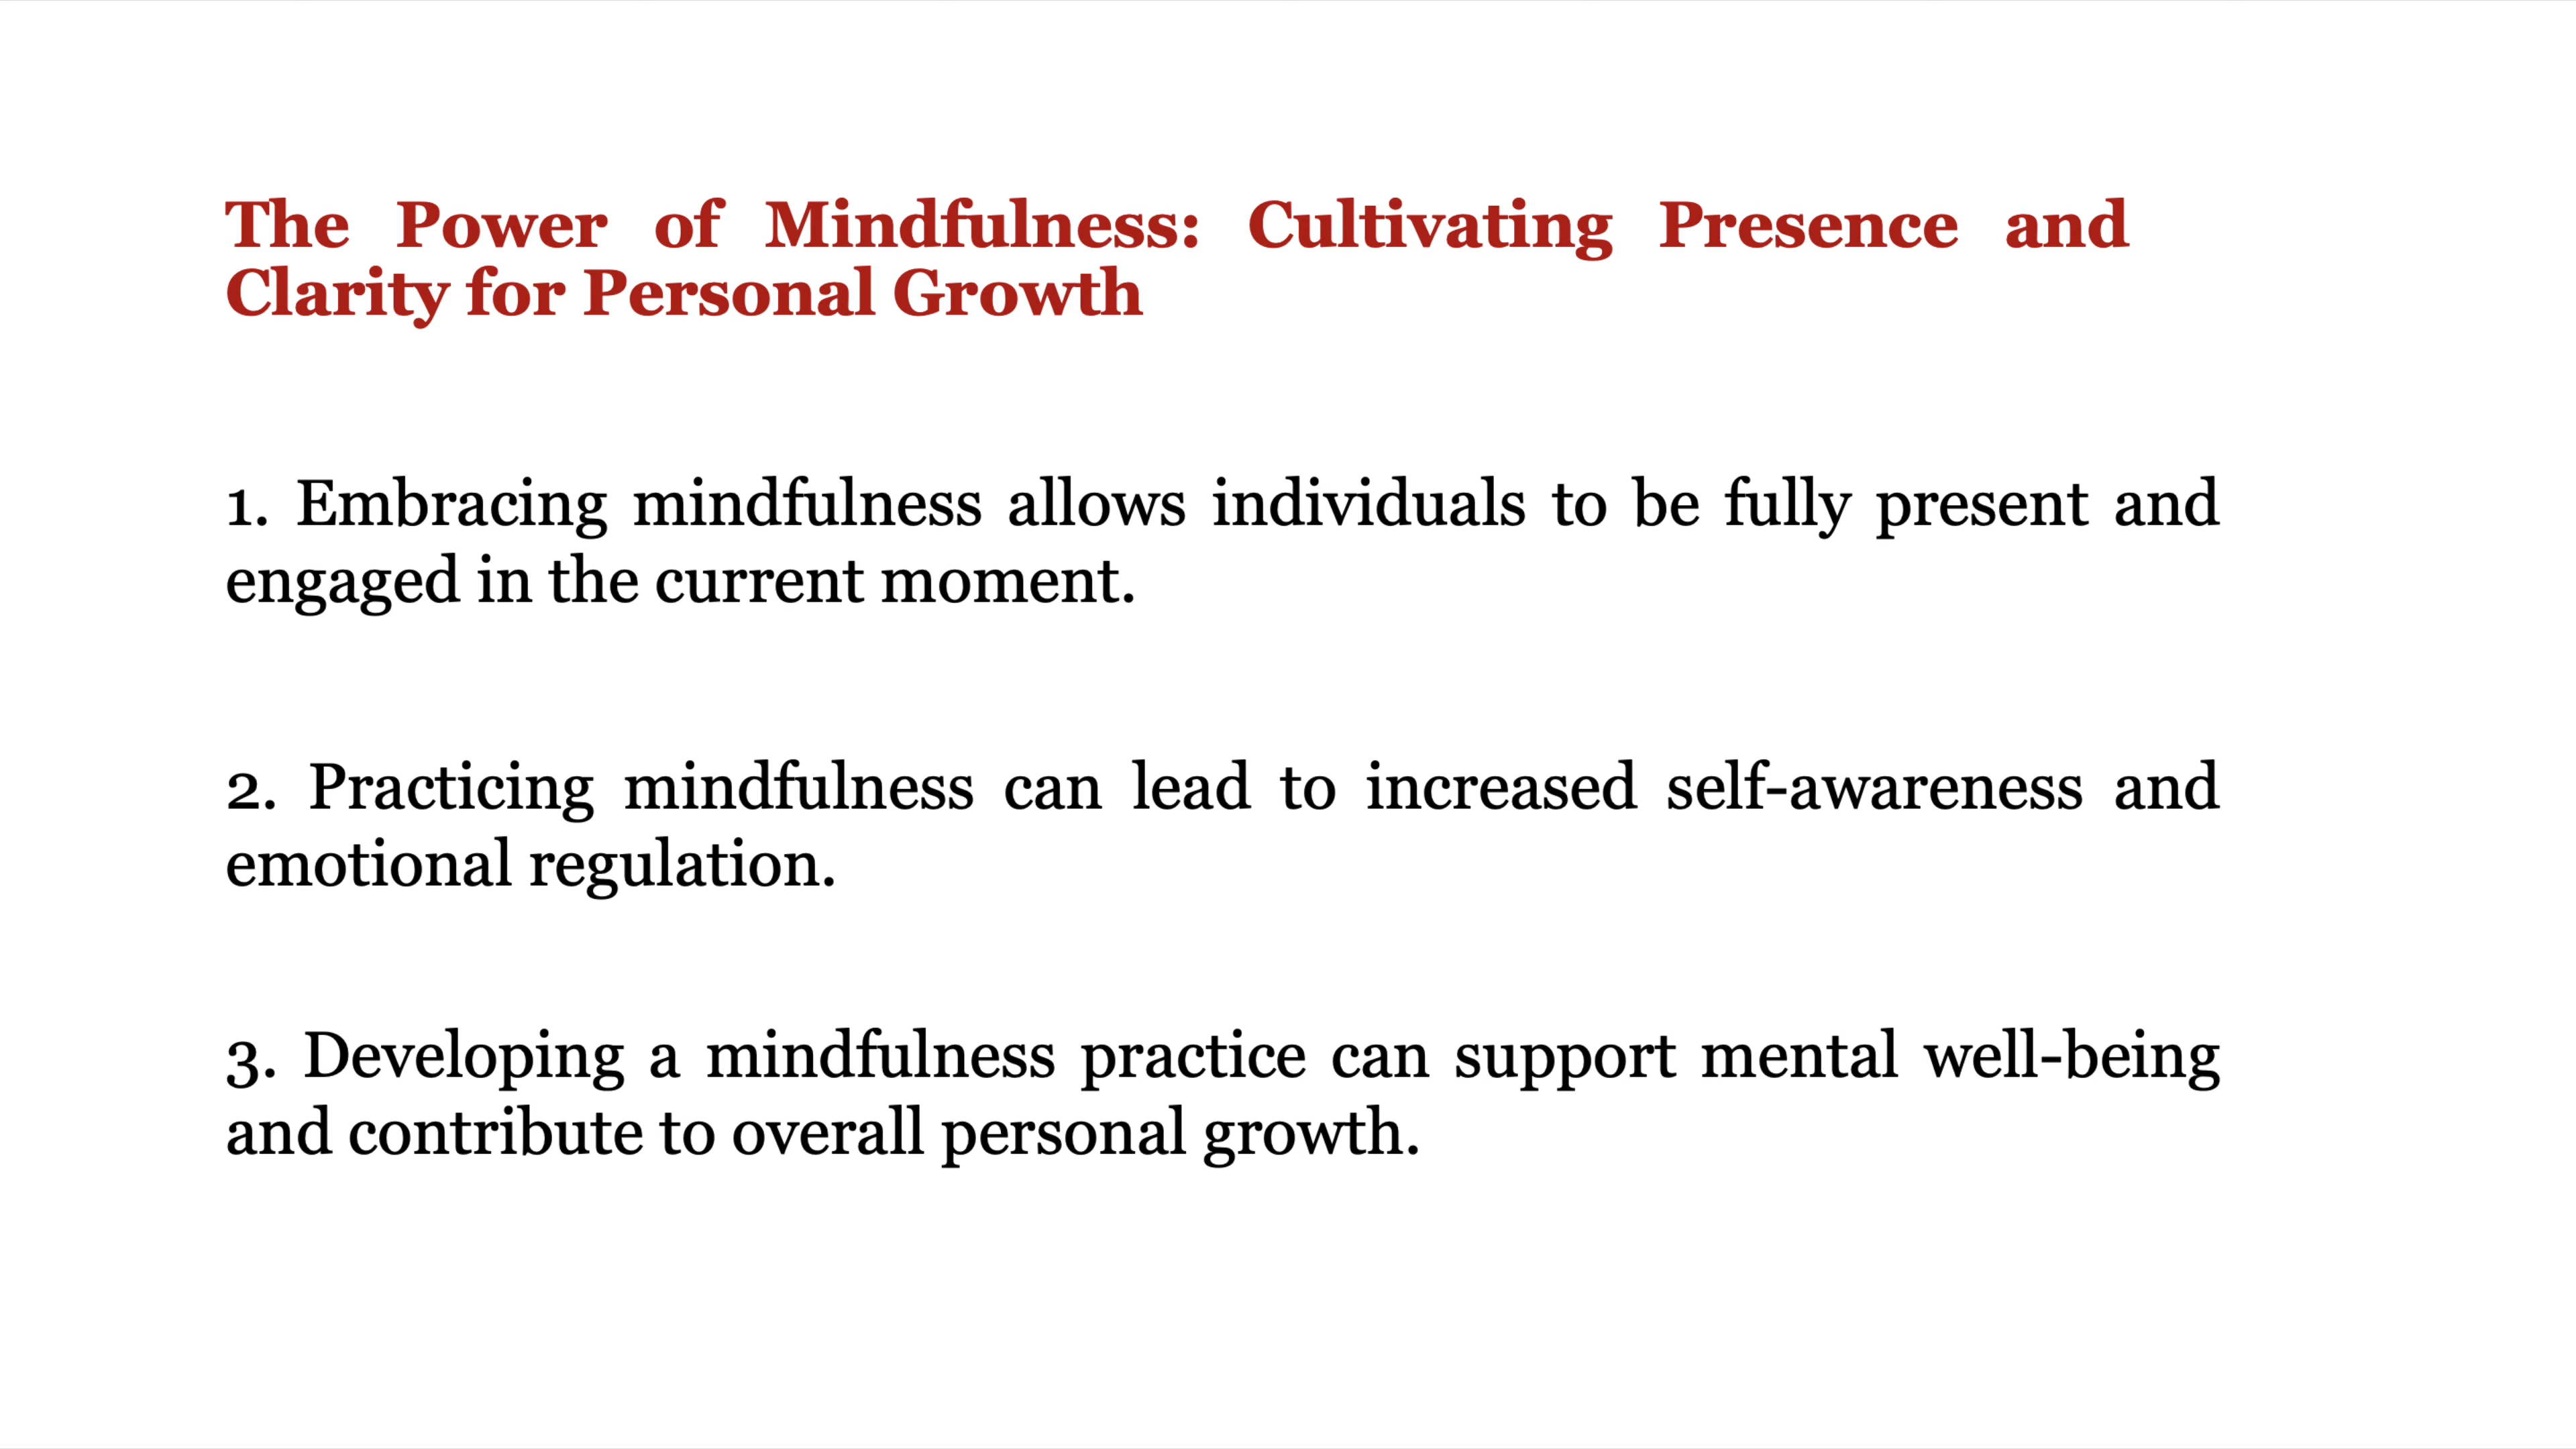 The Power of Mindfulness: Cultivating Presence and
Clarity for Personal Growth
1. Embracing mindfulness allows individuals to be fully present and
engaged in the current moment.
2. Practicing mindfulness can lead to increased self-awareness and
emotional regulation.
3. Developing a mindfulness practice can support mental well-being
and contribute to overall personal growth.